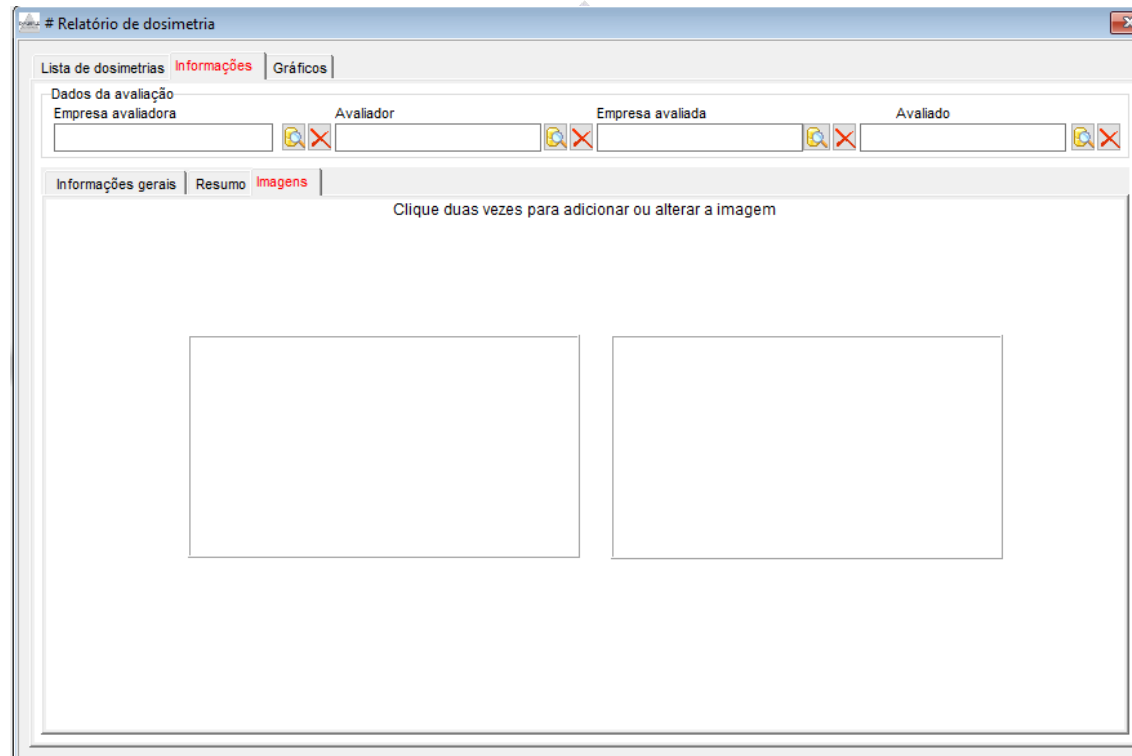 # Relatório de dosimetria
Lista de dosimetrias Informações Gráficos
Dados da avaliação
Empresa avaliadora Avaliador Empresa avaliada Avaliado
Informações gerais Resumo Imagens
Clique duas vezes para adicionar ou alterar a imagem